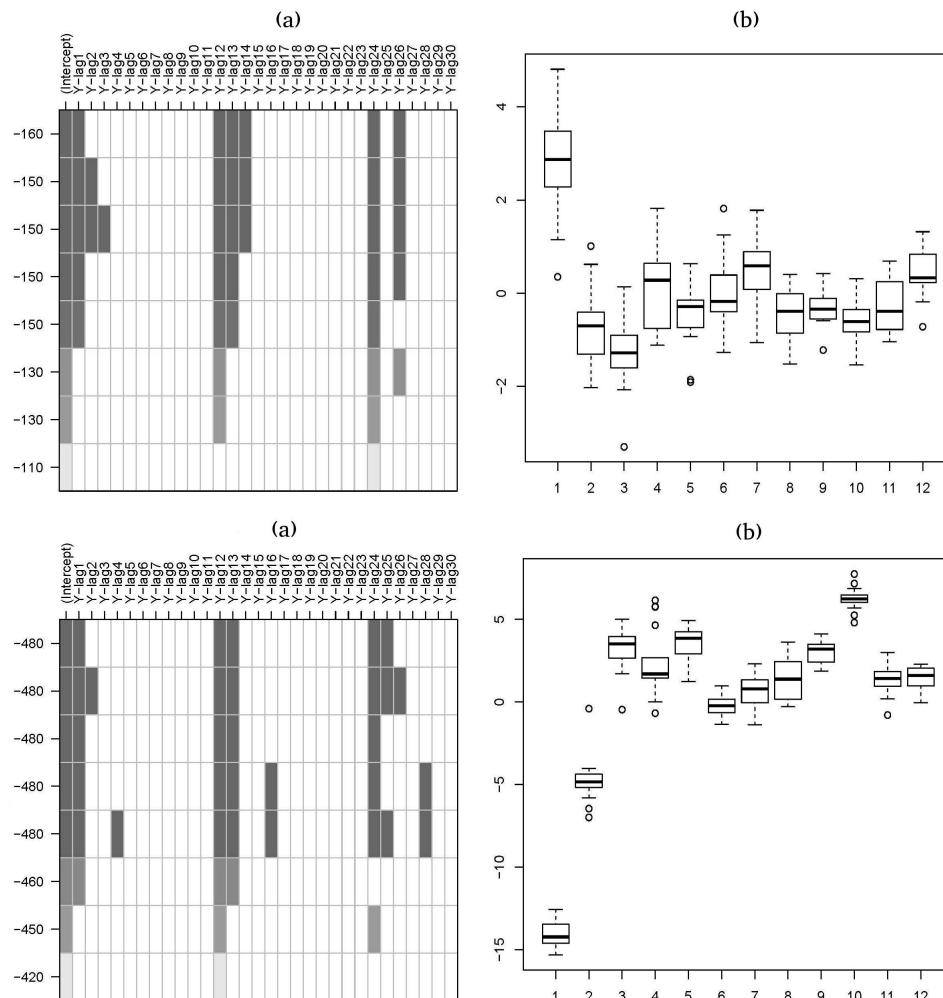 (a)
(Intercept)
Y-lag1
Y-lag2
Y-lag3
Y-lag4
Y-lag5
Y-lag6
Y-lag7
Y-lag8
Y-lag9
Y-lag10
Y-lag11
Y-lag12
Y-lag13
Y-lag14
Y-lag15
Y-lag16
Y-lag17
Y-lag18
Y-lag19
Y-lag20
Y-lag21
Y-lag22
Y-lag23
Y-lag24
Y-lag25
Y-lag26
Y-lag27
Y-lag28
Y-lag29
Y-lag30
-160
-150
-150
-150
-150
-130
-130
-110
(b)
4
2
0
-2
1 2 3 4 5 6 7 8 9 10 11 12
(a)
(Intercept)
Y-lag1
Y-lag2
Y-lag3
Y-lag4
Y-lag5
Y-lag6
Y-lag7
Y-lag8
Y-lag9
Y-lag10
Y-lag11
Y-lag12
Y-lag13
Y-lag14
Y-lag15
Y-lag16
Y-lag17
Y-lag18
Y-lag19
Y-lag20
Y-lag21
Y-lag22
Y-lag23
Y-lag24
Y-lag25
Y-lag26
Y-lag27
Y-lag28
Y-lag29
Y-lag30
-480
-480
-480
-480
-480
-460
-450
-420
(b)
5
0
-5
-10
-15
1 2 3 4 5 6 7 8 9 10 11 12